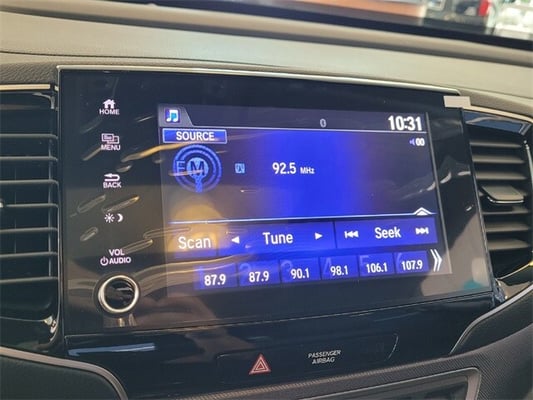 10:31
HOME
SOURCE
00
MENU
FM
92.5 MHz
BACK
Scan Tune Seek
VOL
AUDIO
87.9 87.9 90.1 98.1 106.1 107.9
PASSENGER
AIRBAG